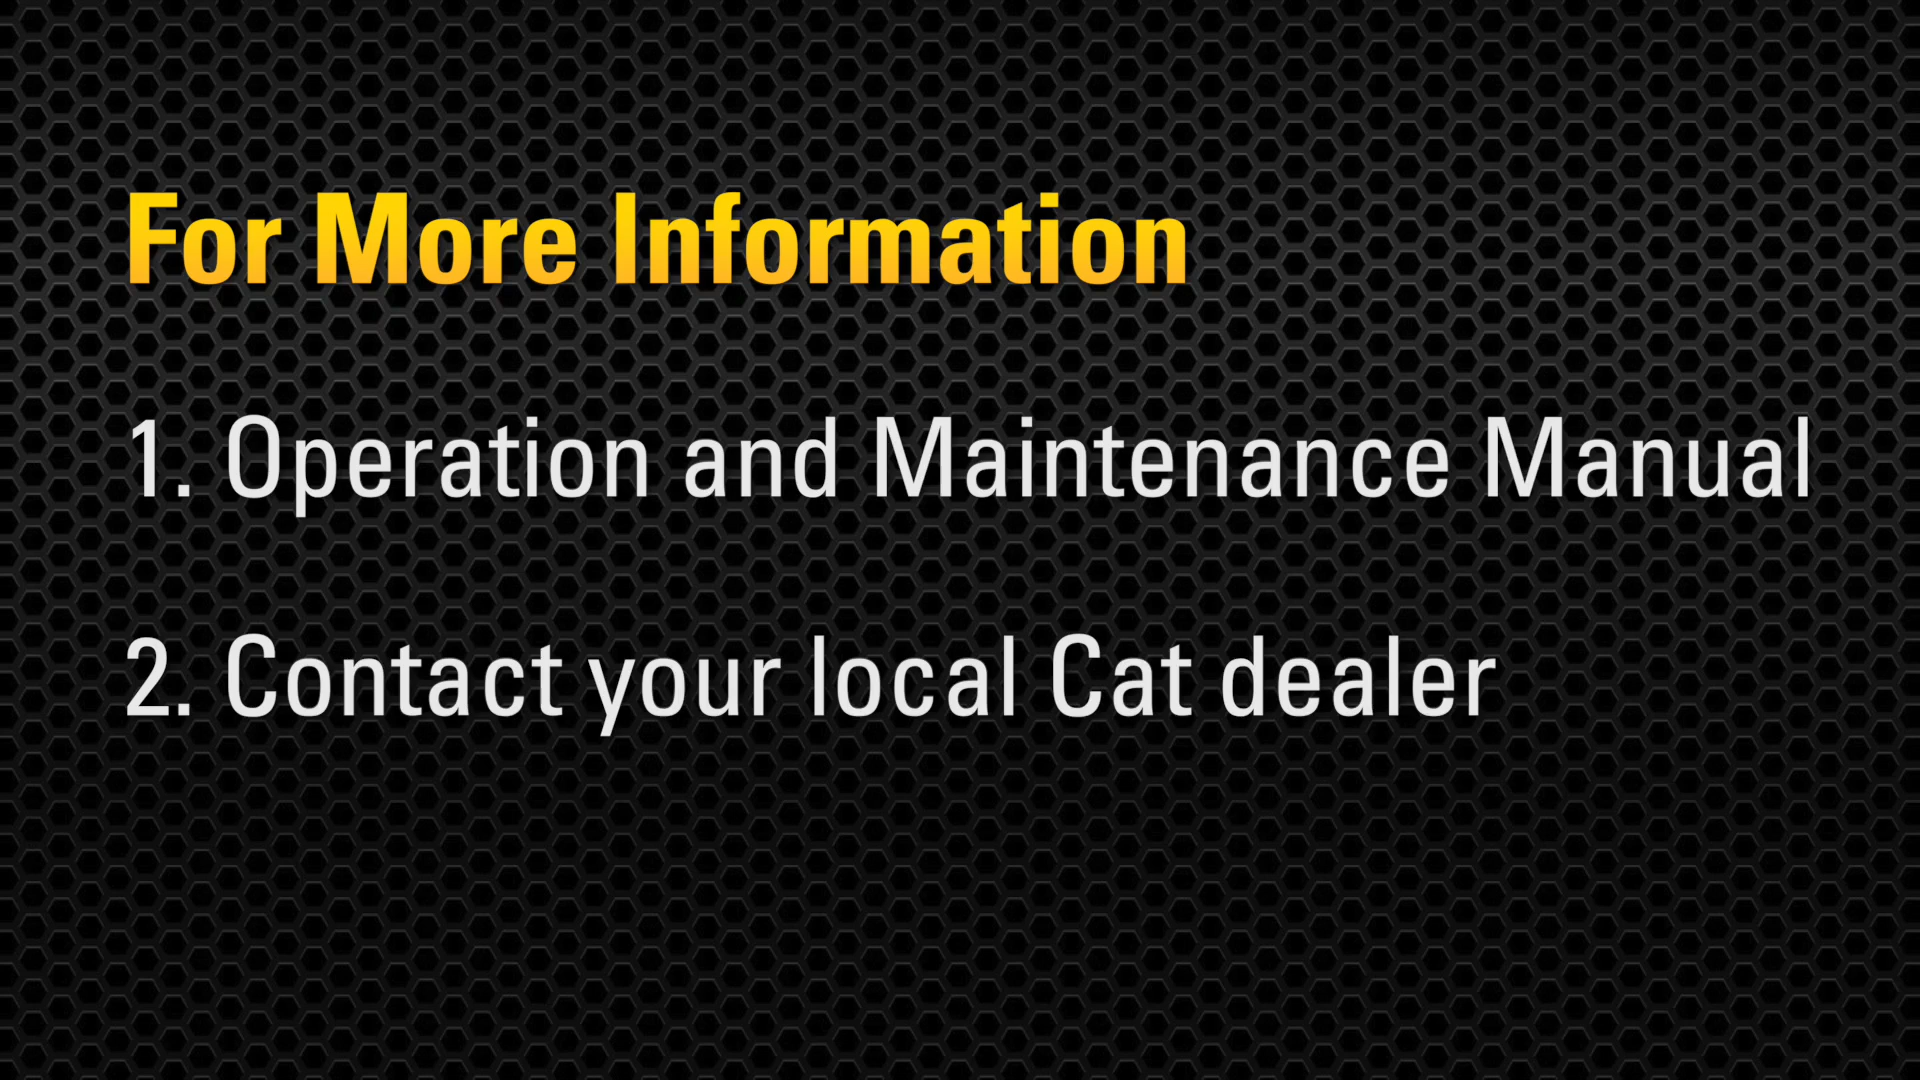 For More Information
1. Operation and Maintenance Manual
2. Contact your local Cat dealer